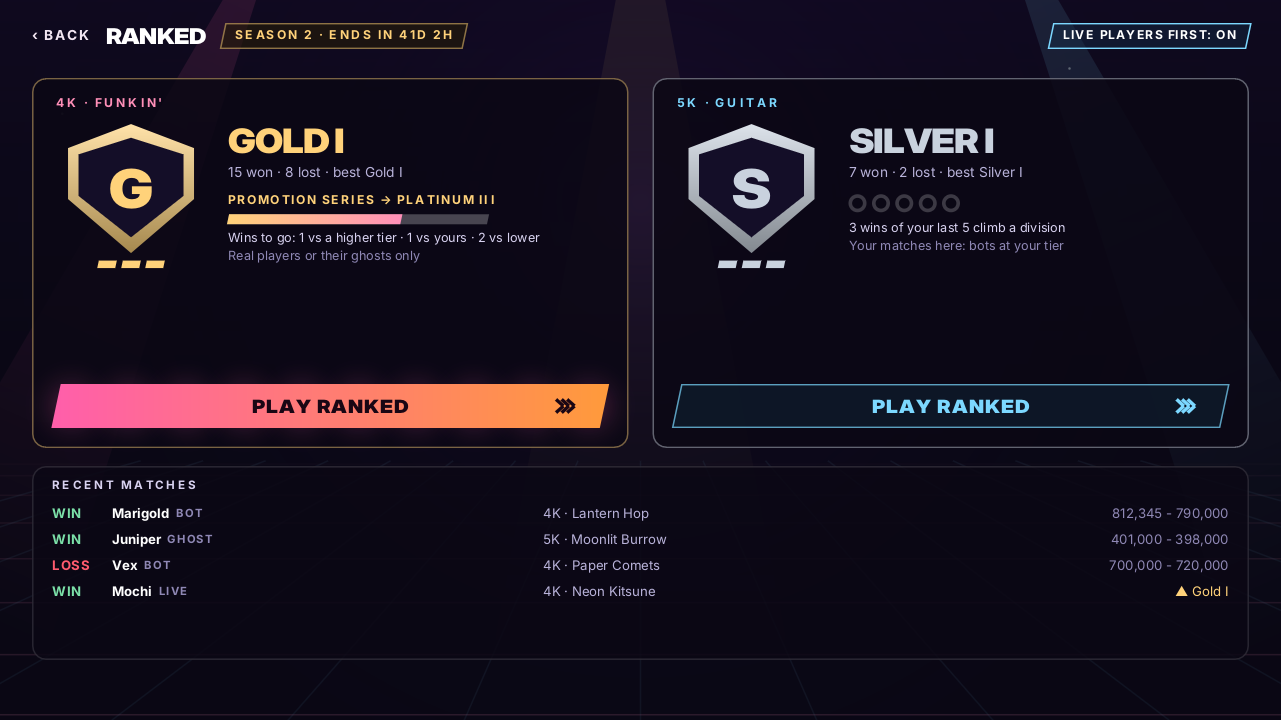 ‹ BACK RANKED SEASON 2 · ENDS IN 41D 2H LIVE PLAYERS FIRST: ON
4K · FUNKIN'
G
GOLD I
15 won · 8 lost · best Gold I
PROMOTION SERIES → PLATINUM III
Wins to go: 1 vs a higher tier · 1 vs yours · 2 vs lower
Real players or their ghosts only
PLAY RANKED
5K · GUITAR
S
SILVER I
7 won · 2 lost · best Silver I
3 wins of your last 5 climb a division
Your matches here: bots at your tier
PLAY RANKED
RECENT MATCHES
WIN Marigold BOT 4K · Lantern Hop 812,345 - 790,000
WIN Juniper GHOST 5K · Moonlit Burrow 401,000 - 398,000
LOSS Vex BOT 4K · Paper Comets 700,000 - 720,000
WIN Mochi LIVE 4K · Neon Kitsune ▲ Gold I